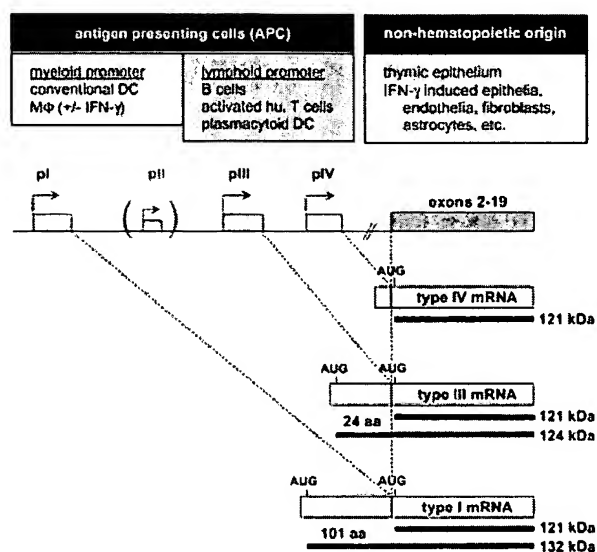 antigen presenting cells (APC)
myeloid promoter
conventional DC
MΦ (+/- IFN-γ)
lymphoid promoter
B cells
activated hu. T cells
plasmacytoid DC
non-hematopoietic origin
thymic epithelium
IFN-γ induced epithelia,
endothelia, fibroblasts,
astrocytes, etc.
pI
pII
pIII
pIV
( )
exons 2-19
//
AUG
type IV mRNA
121 kDa
AUG
AUG
type III mRNA
121 kDa
24 aa
124 kDa
AUG
AUG
type I mRNA
121 kDa
101 aa
132 kDa